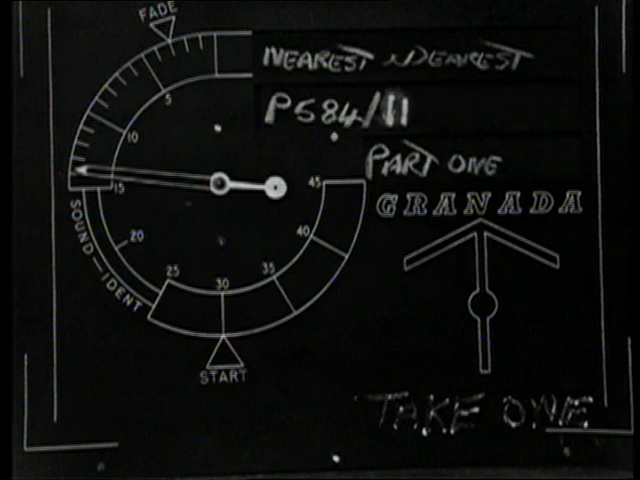 FADE
NEAREST & DEAREST
P584/11
PART ONE
GRANADA
5
10
15
20
25
30
35
40
45
SOUND-IDENT
START
TAKE ONE